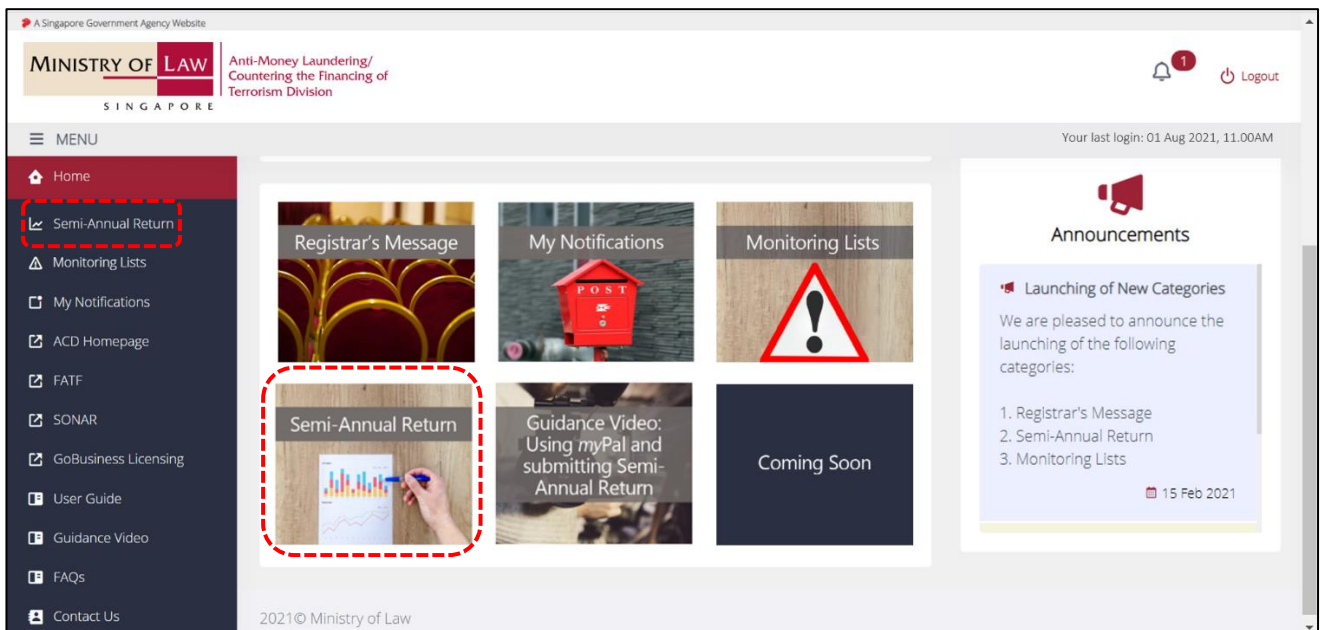 A Singapore Government Agency Website
MINISTRY OF LAW
SINGAPORE
Anti-Money Laundering/
Countering the Financing of
Terrorism Division
1
Logout
MENU
Your last login: 01 Aug 2021, 11.00AM
Home
Semi-Annual Return
Monitoring Lists
My Notifications
ACD Homepage
FATF
SONAR
GoBusiness Licensing
User Guide
Guidance Video
FAQs
Contact Us
Registrar's Message
My Notifications
POST
Monitoring Lists
Semi-Annual Return
Guidance Video:
Using myPal and
submitting Semi-
Annual Return
Coming Soon
Announcements
Launching of New Categories
We are pleased to announce the
launching of the following
categories:
1. Registrar's Message
2. Semi-Annual Return
3. Monitoring Lists
15 Feb 2021
2021© Ministry of Law